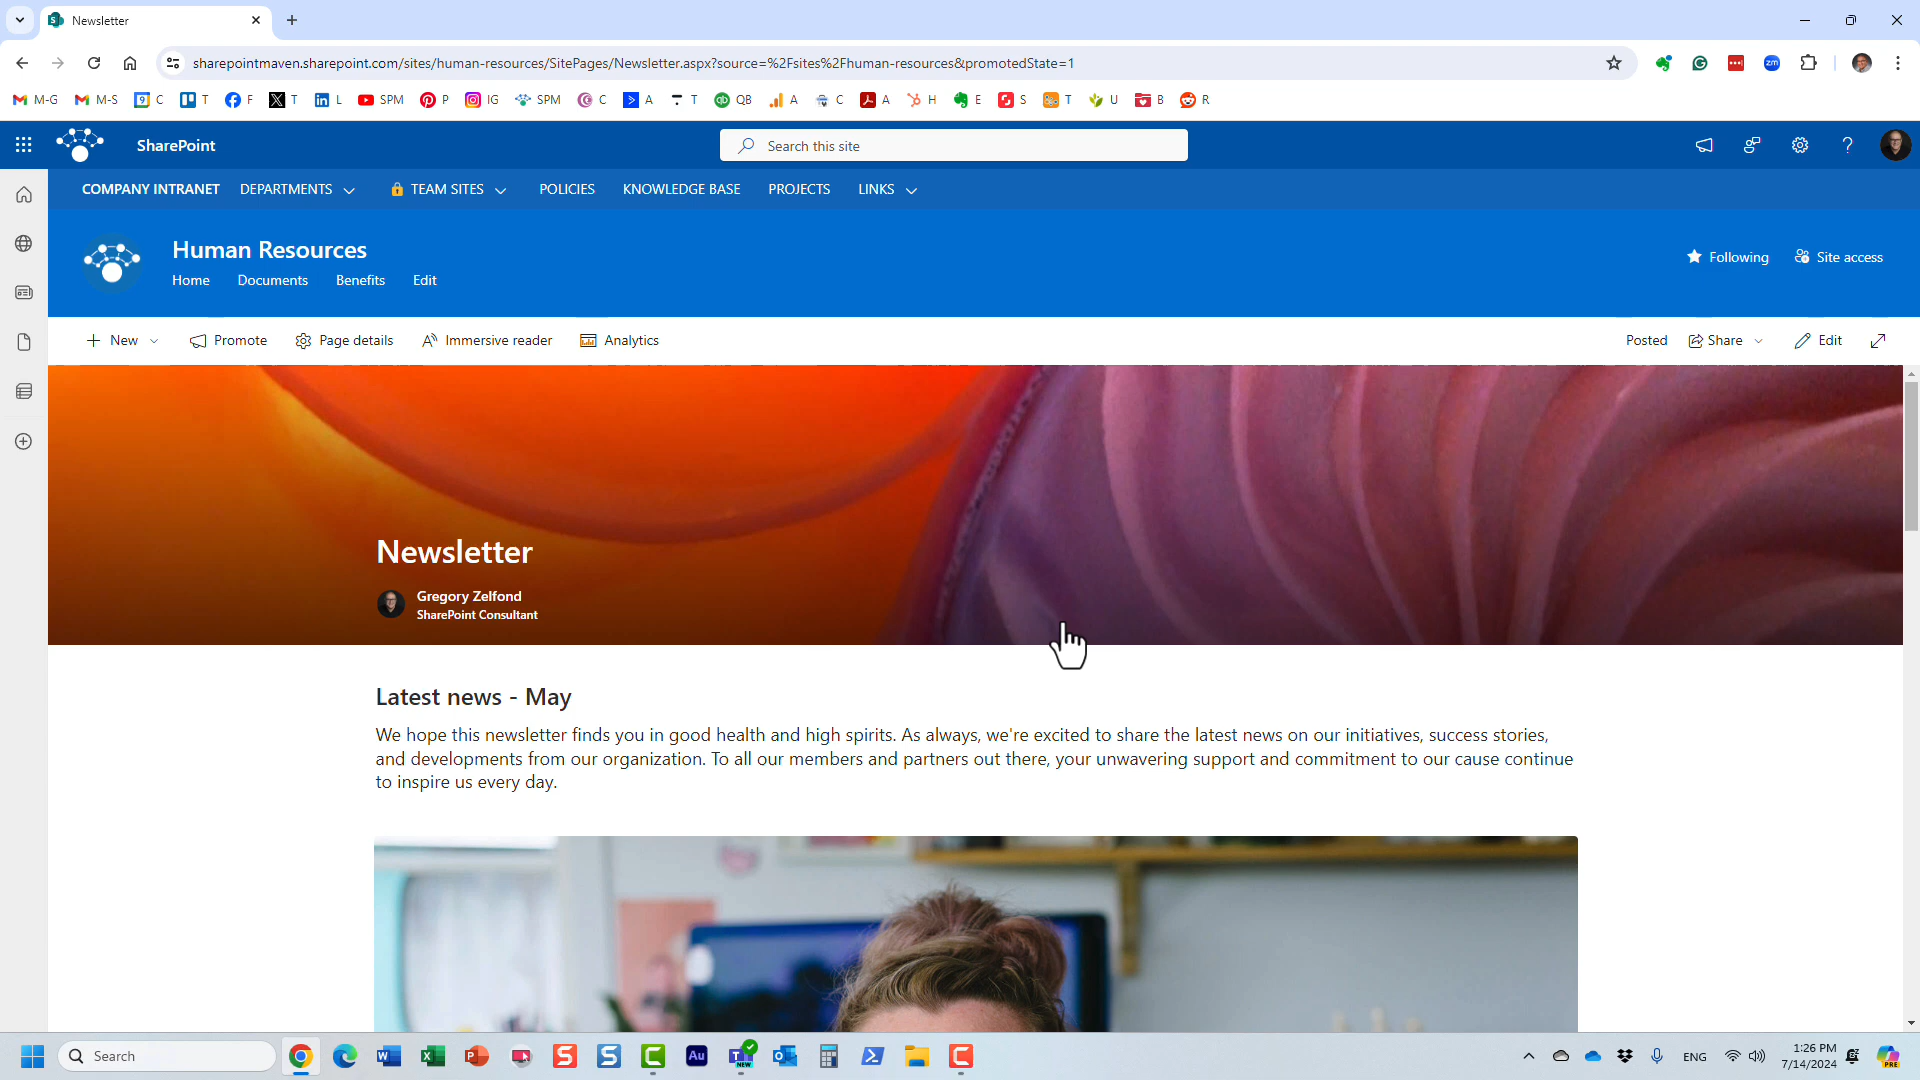 Newsletter
sharepointmaven.sharepoint.com/sites/human-resources/SitePages/Newsletter.aspx?source=%2Fsites%2Fhuman-resources&promotedState=1
M-G M-S C T F T L SPM P IG SPM C A T QB A C A H E S T U B R
SharePoint
Search this site
COMPANY INTRANET DEPARTMENTS TEAM SITES POLICIES KNOWLEDGE BASE PROJECTS LINKS
Human Resources
Following Site access
Home Documents Benefits Edit
New Promote Page details Immersive reader Analytics Posted Share Edit
Newsletter
Gregory Zelfond
SharePoint Consultant
Latest news - May
We hope this newsletter finds you in good health and high spirits. As always, we're excited to share the latest news on our initiatives, success stories,
and developments from our organization. To all our members and partners out there, your unwavering support and commitment to our cause continue
to inspire us every day.
Search
ENG
1:26 PM
7/14/2024